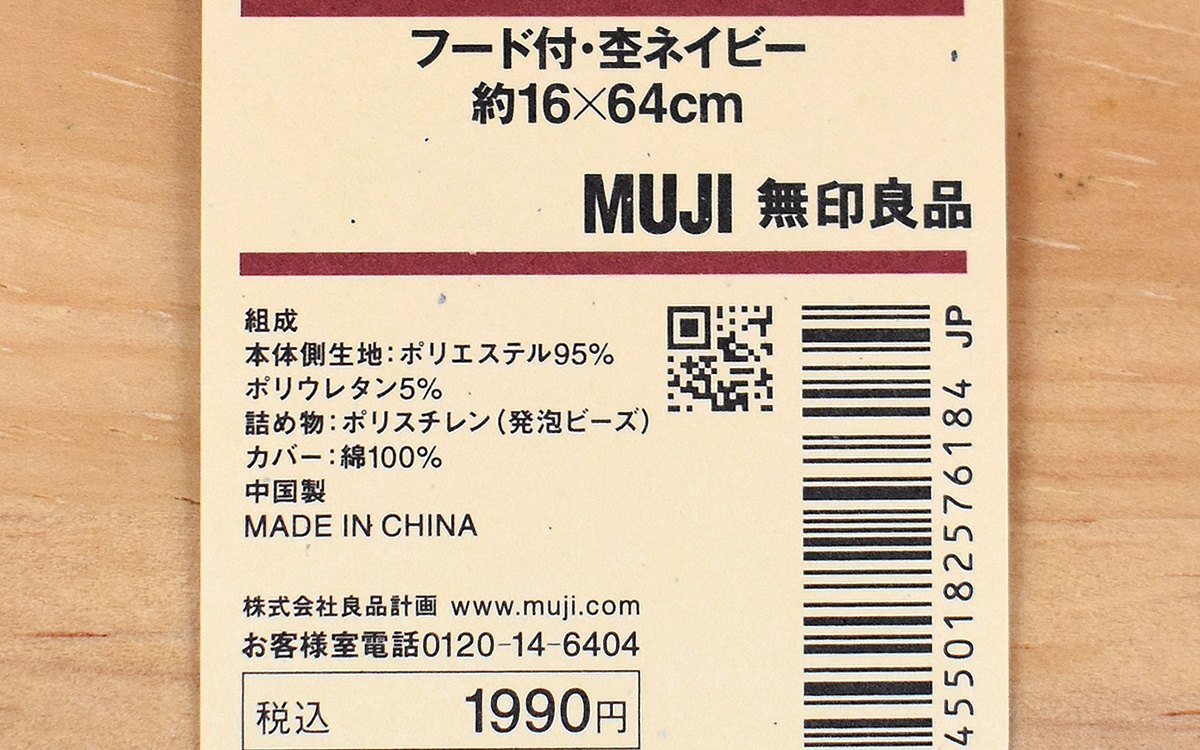 フード付・杢ネイビー
約16×64cm
MUJI 無印良品
組成
本体側生地：ポリエステル95%
ポリウレタン5%
詰め物：ポリスチレン（発泡ビーズ）
カバー：綿100%
中国製
MADE IN CHINA
株式会社良品計画 www.muji.com
お客様室電話0120-14-6404
税込 1990円
4550182576184 JP